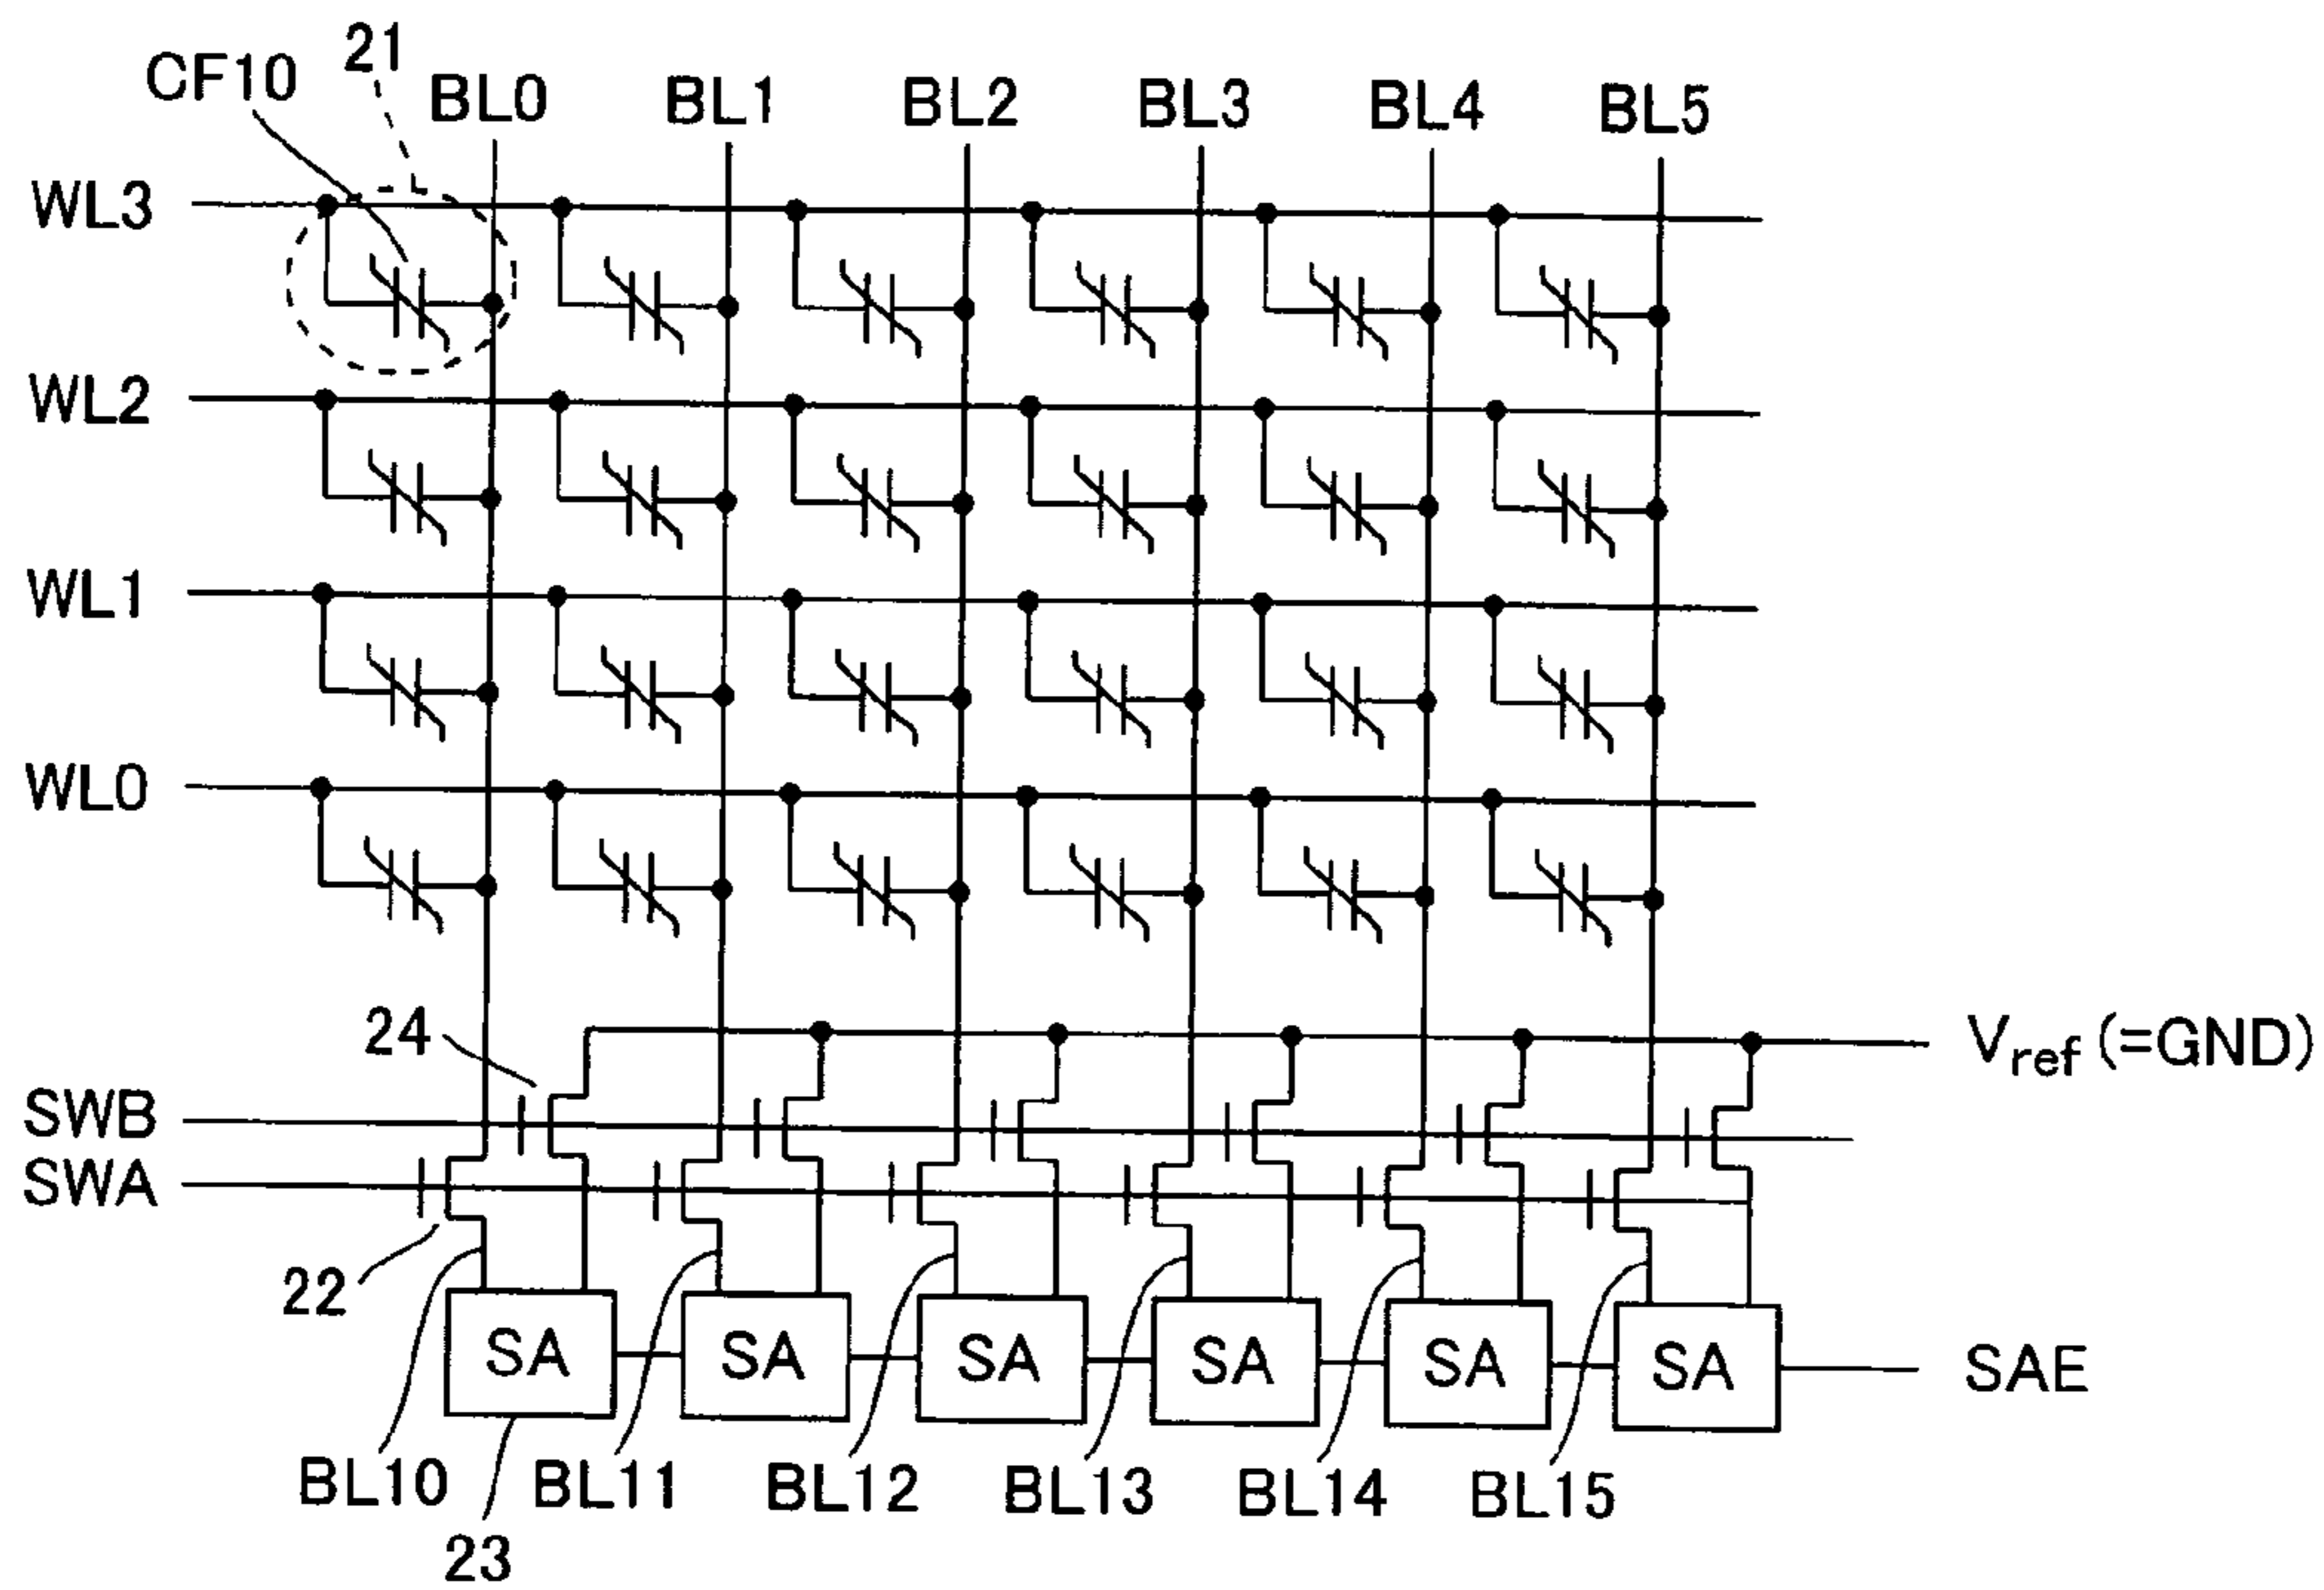 21
CF10
BL0
BL1
BL2
BL3
BL4
BL5
WL3
WL2
WL1
WL0
24
Vref (=GND)
SWB
SWA
22
SA
SA
SA
SA
SA
SA
SAE
BL10
BL11
BL12
BL13
BL14
BL15
23